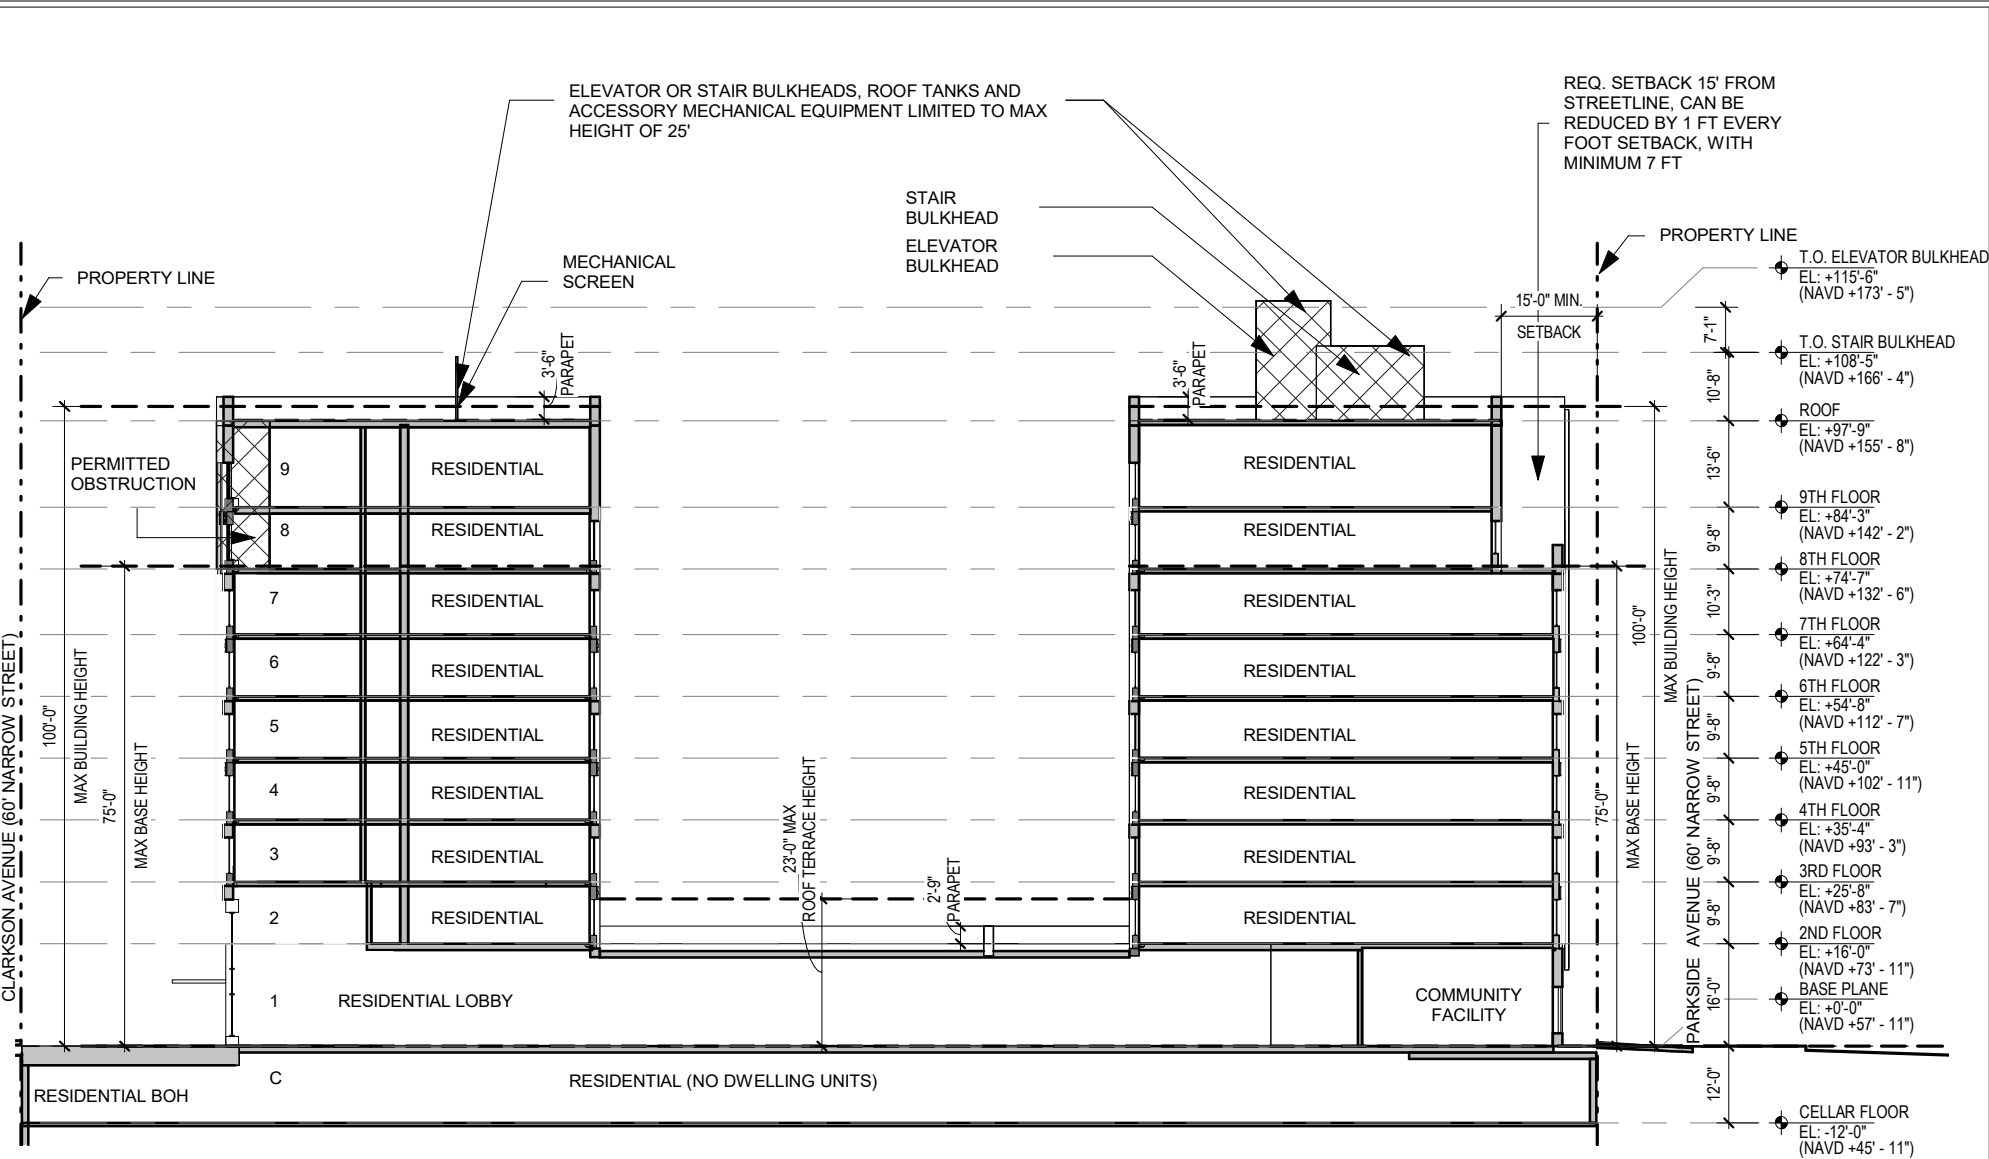 ELEVATOR OR STAIR BULKHEADS, ROOF TANKS AND
ACCESSORY MECHANICAL EQUIPMENT LIMITED TO MAX
HEIGHT OF 25'
REQ. SETBACK 15' FROM
STREETLINE, CAN BE
REDUCED BY 1 FT EVERY
FOOT SETBACK, WITH
MINIMUM 7 FT
STAIR
BULKHEAD
ELEVATOR
BULKHEAD
MECHANICAL
SCREEN
PROPERTY LINE
PROPERTY LINE
15'-0" MIN.
SETBACK
3'-6"
PARAPET
3'-6"
PARAPET
PERMITTED
OBSTRUCTION
9
RESIDENTIAL
RESIDENTIAL
8
RESIDENTIAL
RESIDENTIAL
7
RESIDENTIAL
RESIDENTIAL
6
RESIDENTIAL
RESIDENTIAL
5
RESIDENTIAL
RESIDENTIAL
4
RESIDENTIAL
RESIDENTIAL
3
RESIDENTIAL
RESIDENTIAL
2
RESIDENTIAL
RESIDENTIAL
1
RESIDENTIAL LOBBY
COMMUNITY
FACILITY
C
RESIDENTIAL (NO DWELLING UNITS)
RESIDENTIAL BOH
CLARKSON AVENUE (60' NARROW STREET)
100'-0"
MAX BUILDING HEIGHT
75'-0"
MAX BASE HEIGHT
23'-0" MAX
ROOF TERRACE HEIGHT
2'-9"
PARAPET
75'-0"
MAX BASE HEIGHT
100'-0"
MAX BUILDING HEIGHT
PARKSIDE AVENUE (60' NARROW STREET)
7'-1"
10'-8"
13'-6"
9'-8"
10'-3"
9'-8"
9'-8"
9'-8"
9'-8"
9'-8"
16'-0"
12'-0"
T.O. ELEVATOR BULKHEAD
EL: +115'-6"
(NAVD +173' - 5")
T.O. STAIR BULKHEAD
EL: +108'-5"
(NAVD +166' - 4")
ROOF
EL: +97'-9"
(NAVD +155' - 8")
9TH FLOOR
EL: +84'-3"
(NAVD +142' - 2")
8TH FLOOR
EL: +74'-7"
(NAVD +132' - 6")
7TH FLOOR
EL: +64'-4"
(NAVD +122' - 3")
6TH FLOOR
EL: +54'-8"
(NAVD +112' - 7")
5TH FLOOR
EL: +45'-0"
(NAVD +102' - 11")
4TH FLOOR
EL: +35'-4"
(NAVD +93' - 3")
3RD FLOOR
EL: +25'-8"
(NAVD +83' - 7")
2ND FLOOR
EL: +16'-0"
(NAVD +73' - 11")
BASE PLANE
EL: +0'-0"
(NAVD +57' - 11")
CELLAR FLOOR
EL: -12'-0"
(NAVD +45' - 11")